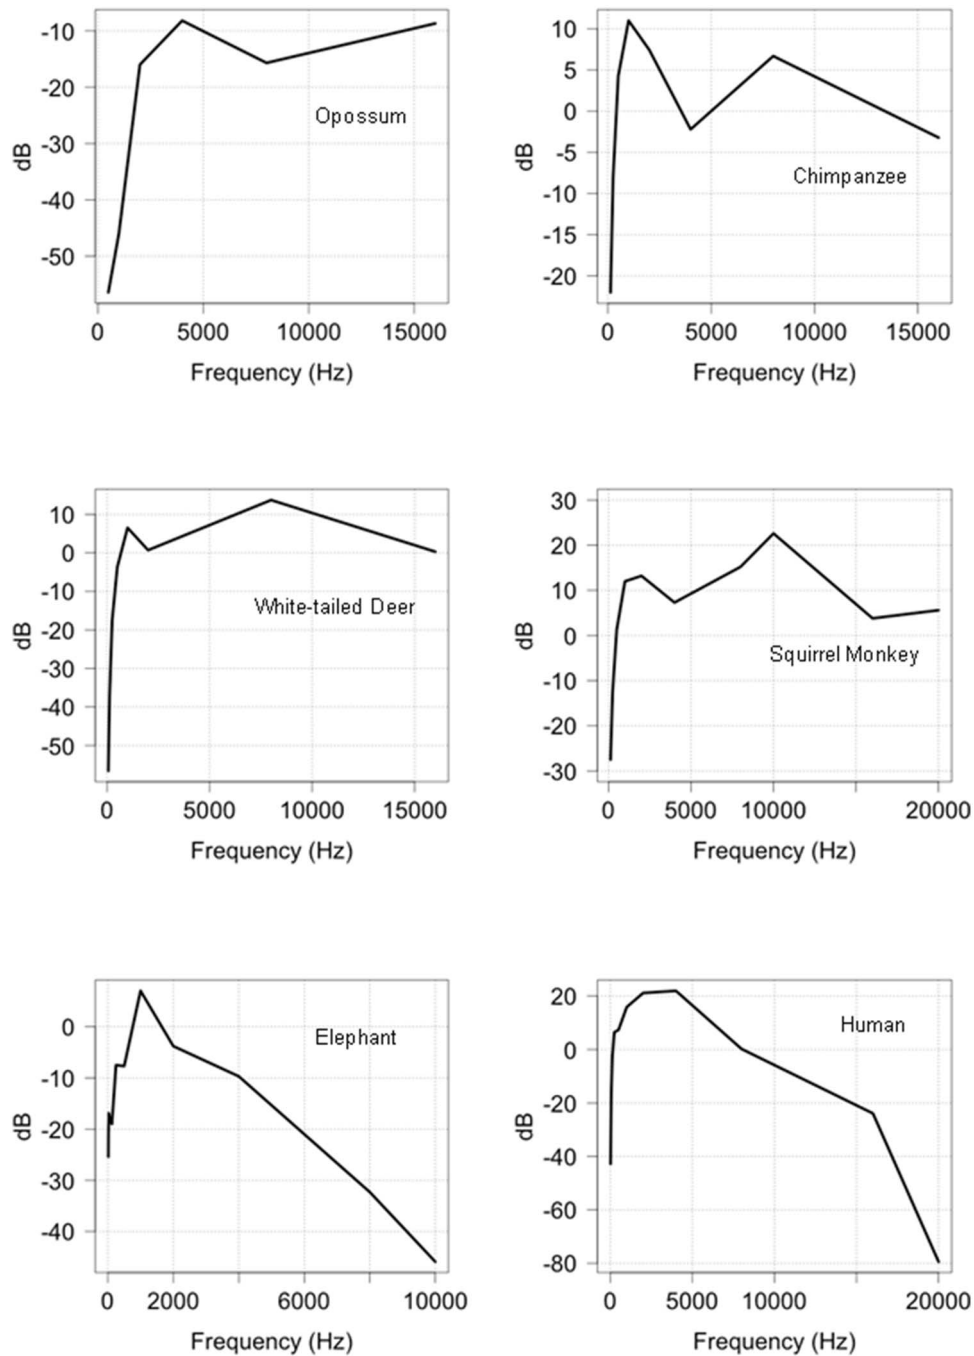 -10
-20
-30
-40
-50
dB
Opossum
0 5000 10000 15000
Frequency (Hz)
10
5
0
-5
-10
-15
-20
dB
Chimpanzee
0 5000 10000 15000
Frequency (Hz)
10
0
-10
-20
-30
-40
-50
dB
White-tailed Deer
0 5000 10000 15000
Frequency (Hz)
30
20
10
0
-10
-20
-30
dB
Squirrel Monkey
0 5000 10000 20000
Frequency (Hz)
0
-10
-20
-30
-40
dB
Elephant
0 2000 6000 10000
Frequency (Hz)
20
0
-20
-40
-60
-80
dB
Human
0 5000 10000 20000
Frequency (Hz)